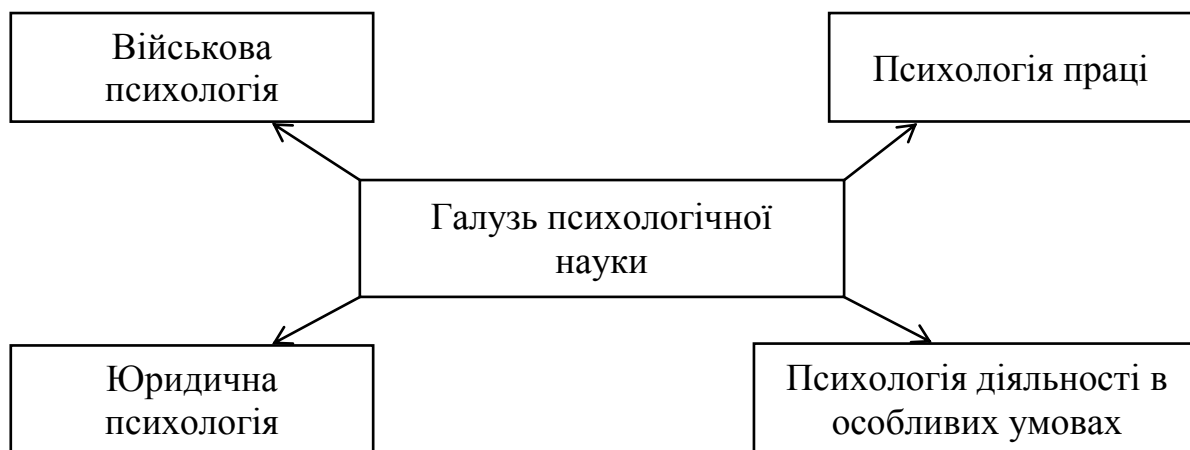 Військова
психологія
Психологія праці
Галузь психологічної
науки
Юридична
психологія
Психологія діяльності в
особливих умовах